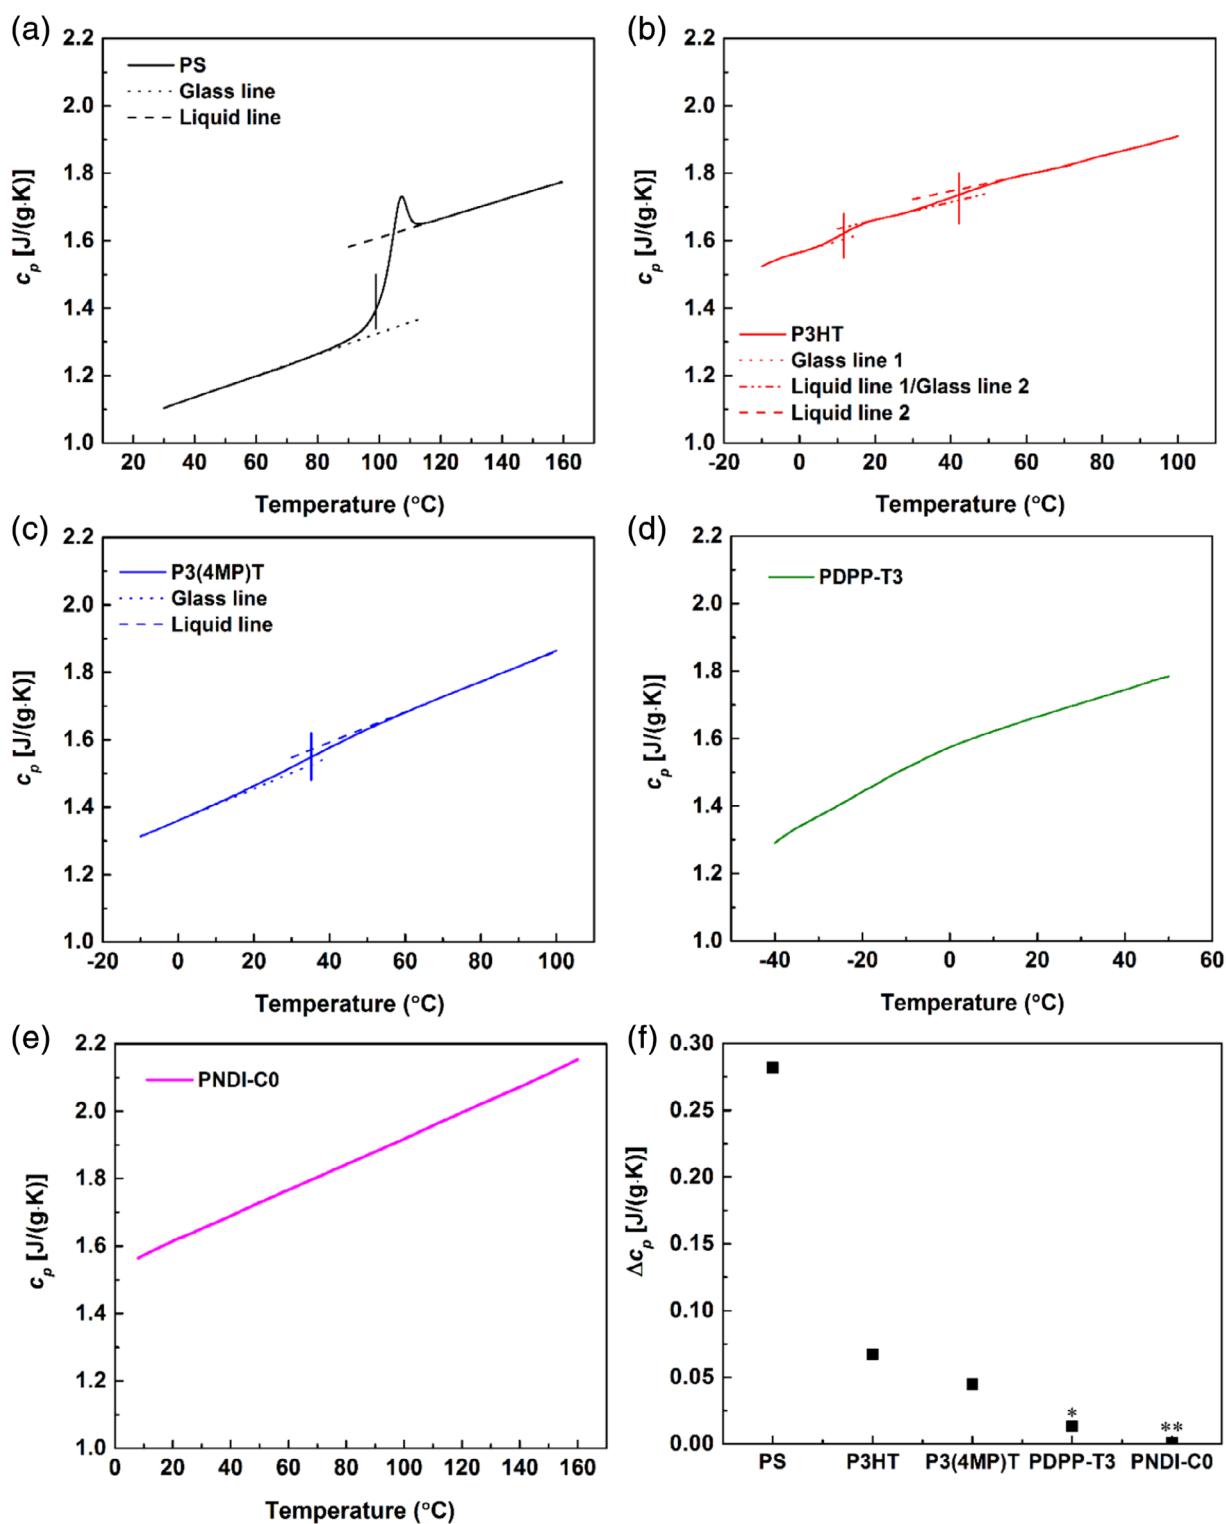 (a)
2.2
2.0
1.8
1.6
1.4
1.2
1.0
cp [J/(g·K)]
PS
Glass line
Liquid line
20 40 60 80 100 120 140 160
Temperature (°C)
(b)
2.2
2.0
1.8
1.6
1.4
1.2
1.0
cp [J/(g·K)]
P3HT
Glass line 1
Liquid line 1/Glass line 2
Liquid line 2
-20 0 20 40 60 80 100
Temperature (°C)
(c)
2.2
2.0
1.8
1.6
1.4
1.2
1.0
cp [J/(g·K)]
P3(4MP)T
Glass line
Liquid line
-20 0 20 40 60 80 100
Temperature (°C)
(d)
2.2
2.0
1.8
1.6
1.4
1.2
1.0
cp [J/(g·K)]
PDPP-T3
-40 -20 0 20 40 60
Temperature (°C)
(e)
2.2
2.0
1.8
1.6
1.4
1.2
1.0
cp [J/(g·K)]
PNDI-C0
0 20 40 60 80 100 120 140 160
Temperature (°C)
(f)
0.30
0.25
0.20
0.15
0.10
0.05
0.00
Δcp [J/(g·K)]
*
**
PS P3HT P3(4MP)T PDPP-T3 PNDI-C0